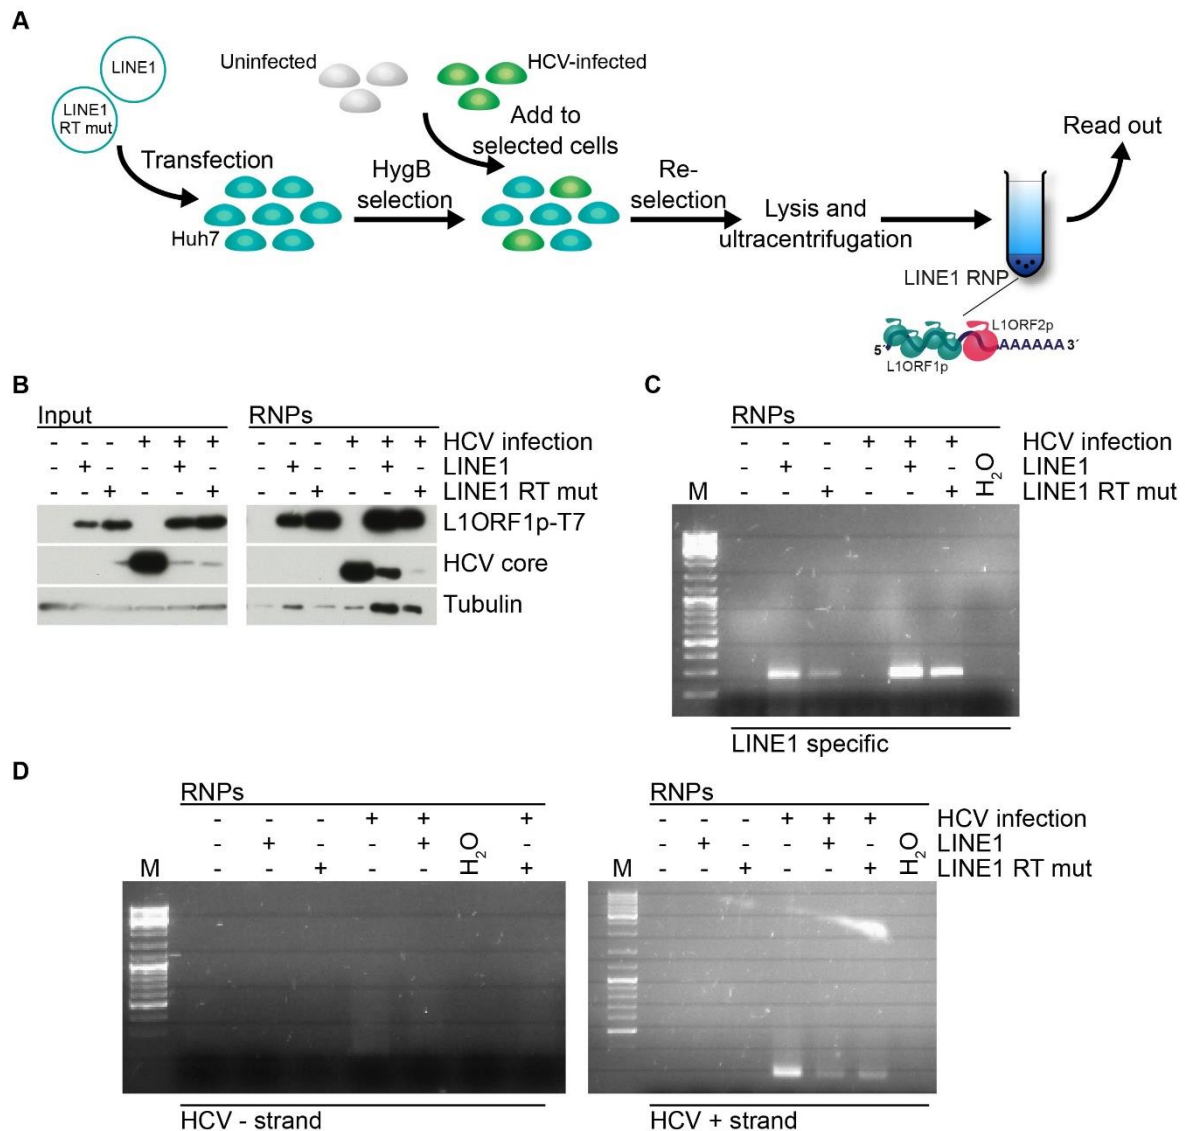 A
LINE1
LINE1
RT mut
Uninfected
HCV-infected
Transfection
Huh7
HygB
selection
Add to
selected cells
Re-
selection
Lysis and
ultracentrifugation
Read out
LINE1 RNP
L1ORF2p
5´
AAAAAA 3´
L1ORF1p
B
Input
RNPs
- - - + + + - - - + + + HCV infection
- + - - + - - + - - + - LINE1
- - + - - + - - + - - + LINE1 RT mut
L1ORF1p-T7
HCV core
Tubulin
C
RNPs
- - - + + + HCV infection
- + - - + - LINE1
M - - + - - + H2O LINE1 RT mut
LINE1 specific
D
RNPs
- - - + + +
- + - - + -
M - - + - - H2O +
HCV - strand
RNPs
- - - + + + HCV infection
- + - - + - LINE1
M - - + - - + H2O LINE1 RT mut
HCV + strand